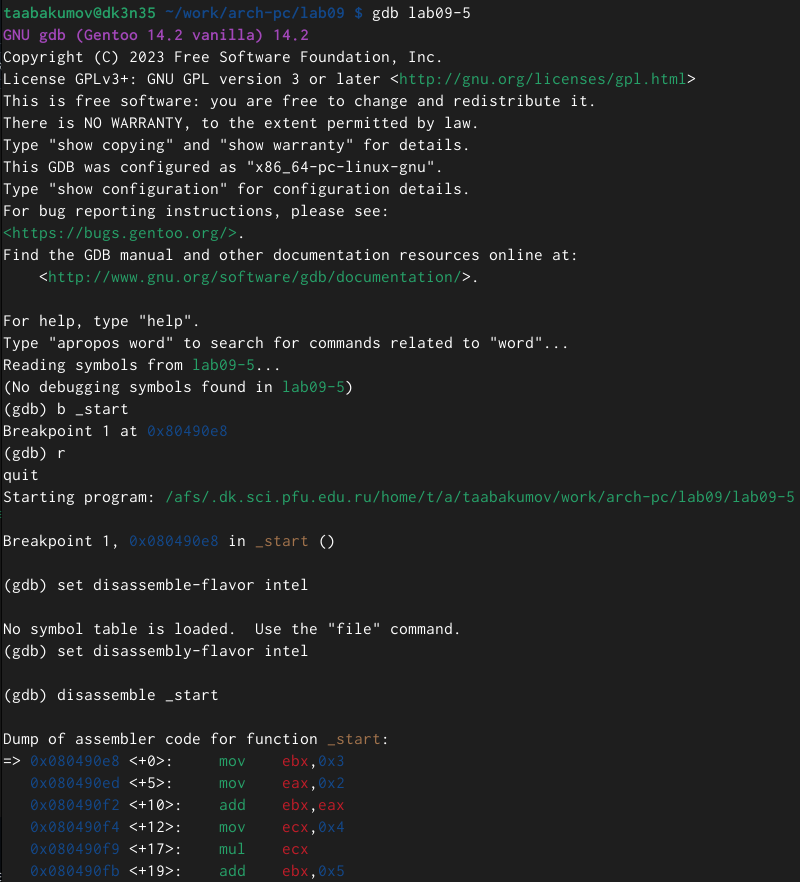 taabakumov@dk3n35 ~/work/arch-pc/lab09 $ gdb lab09-5
GNU gdb (Gentoo 14.2 vanilla) 14.2
Copyright (C) 2023 Free Software Foundation, Inc.
License GPLv3+: GNU GPL version 3 or later <http://gnu.org/licenses/gpl.html>
This is free software: you are free to change and redistribute it.
There is NO WARRANTY, to the extent permitted by law.
Type "show copying" and "show warranty" for details.
This GDB was configured as "x86_64-pc-linux-gnu".
Type "show configuration" for configuration details.
For bug reporting instructions, please see:
<https://bugs.gentoo.org/>.
Find the GDB manual and other documentation resources online at:
    <http://www.gnu.org/software/gdb/documentation/>.

For help, type "help".
Type "apropos word" to search for commands related to "word"...
Reading symbols from lab09-5...
(No debugging symbols found in lab09-5)
(gdb) b _start
Breakpoint 1 at 0x80490e8
(gdb) r
quit
Starting program: /afs/.dk.sci.pfu.edu.ru/home/t/a/taabakumov/work/arch-pc/lab09/lab09-5

Breakpoint 1, 0x080490e8 in _start ()

(gdb) set disassemble-flavor intel

No symbol table is loaded.  Use the "file" command.
(gdb) set disassembly-flavor intel

(gdb) disassemble _start

Dump of assembler code for function _start:
=> 0x080490e8 <+0>:     mov    ebx,0x3
   0x080490ed <+5>:     mov    eax,0x2
   0x080490f2 <+10>:    add    ebx,eax
   0x080490f4 <+12>:    mov    ecx,0x4
   0x080490f9 <+17>:    mul    ecx
   0x080490fb <+19>:    add    ebx,0x5